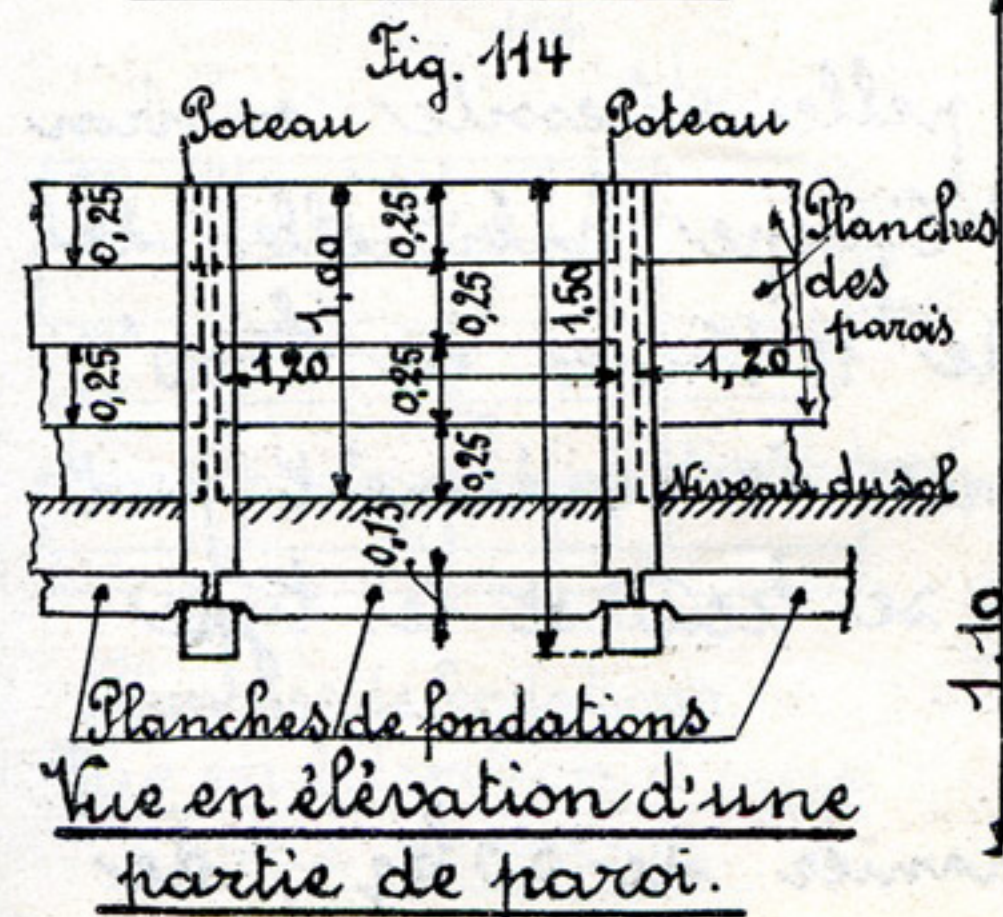 Fig. 114
Poteau
Poteau
0,25
0,25
1,00
0,25
1,50
Planches
des
parois
0,25
1,20
0,25
1,20
0,25
Niveau du sol
0,15
Planches de fondations
Vue en élévation d'une
partie de paroi.